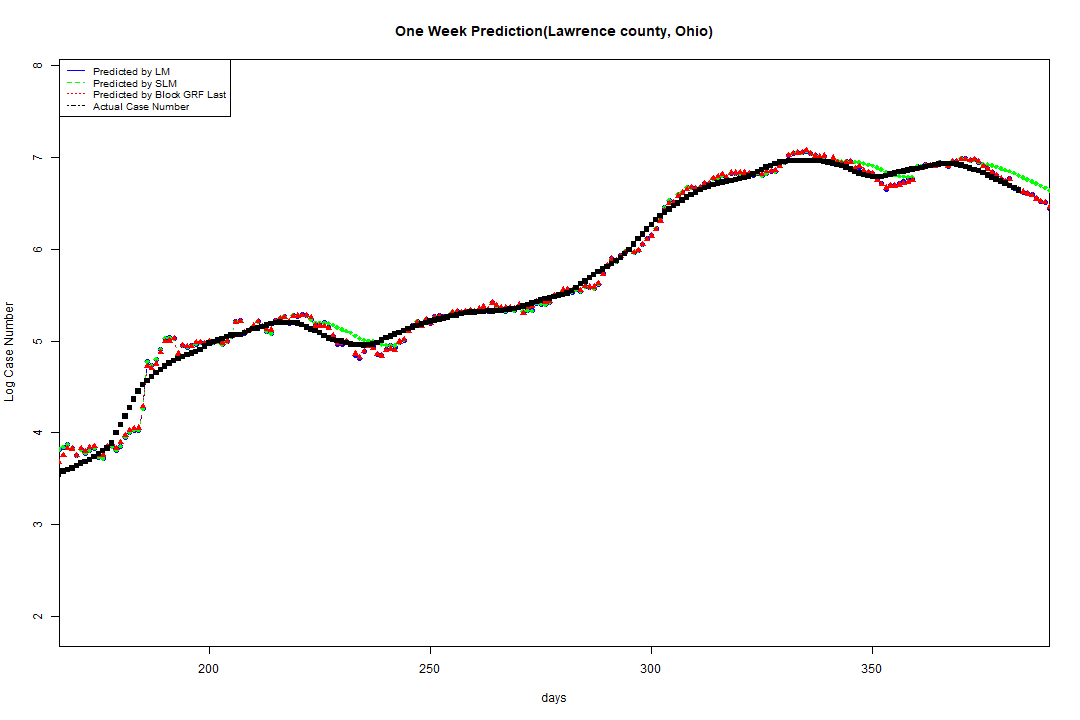 One Week Prediction(Lawrence county, Ohio)
Predicted by LM
Predicted by SLM
Predicted by Block GRF Last
Actual Case Number
8
7
6
5
4
3
2
Log Case Number
200 250 300 350
days